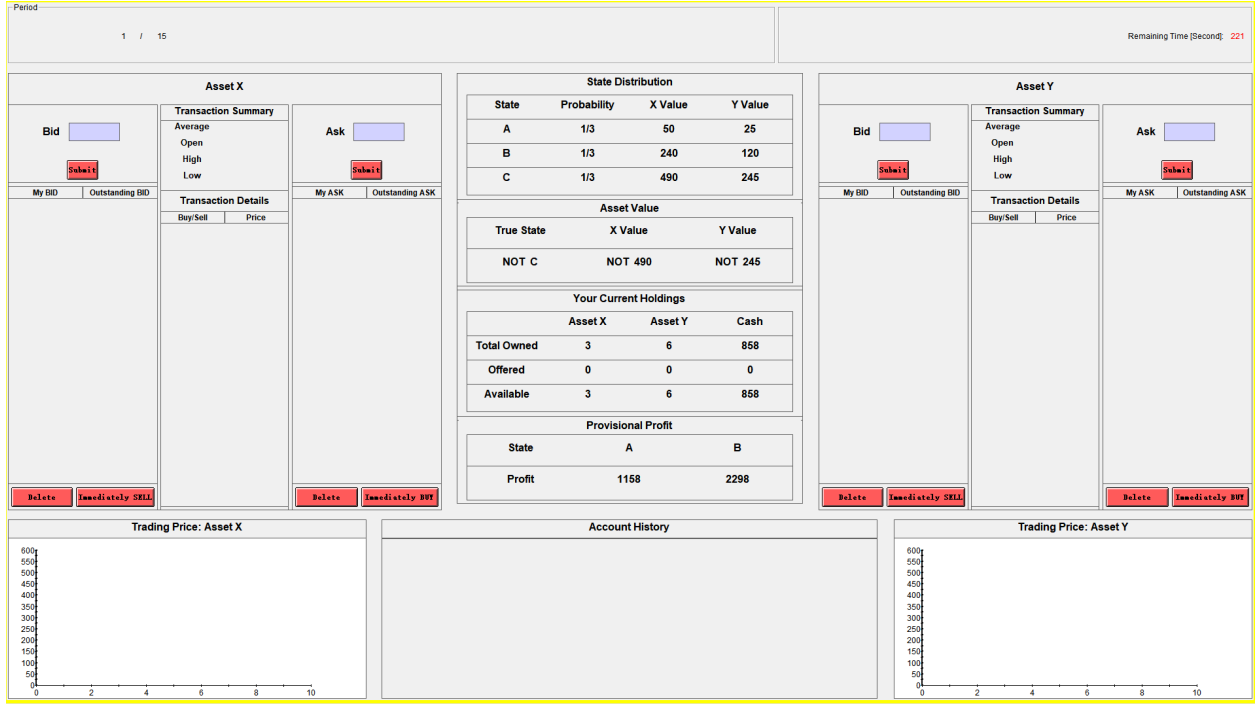 Period
1 / 15
Remaining Time [Second]: 221
Asset X
Bid
Submit
My BID Outstanding BID
Delete Immediately SELL
Transaction Summary
Average
Open
High
Low
Transaction Details
Buy/Sell Price
Ask
Submit
My ASK Outstanding ASK
Delete Immediately BUY
State Distribution
State Probability X Value Y Value
A 1/3 50 25
B 1/3 240 120
C 1/3 490 245
Asset Value
True State X Value Y Value
NOT C NOT 490 NOT 245
Your Current Holdings
Asset X Asset Y Cash
Total Owned 3 6 858
Offered 0 0 0
Available 3 6 858
Provisional Profit
State A B
Profit 1158 2298
Asset Y
Bid
Submit
My BID Outstanding BID
Delete Immediately SELL
Transaction Summary
Average
Open
High
Low
Transaction Details
Buy/Sell Price
Ask
Submit
My ASK Outstanding ASK
Delete Immediately BUY
Trading Price: Asset X
600
550
500
450
400
350
300
250
200
150
100
50
0
0 2 4 6 8 10
Account History
Trading Price: Asset Y
600
550
500
450
400
350
300
250
200
150
100
50
0
0 2 4 6 8 10